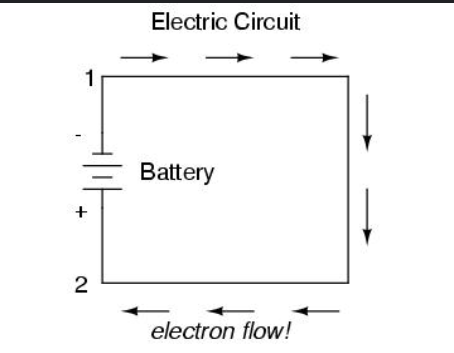 Electric Circuit
1
-
Battery
+
2
electron flow!